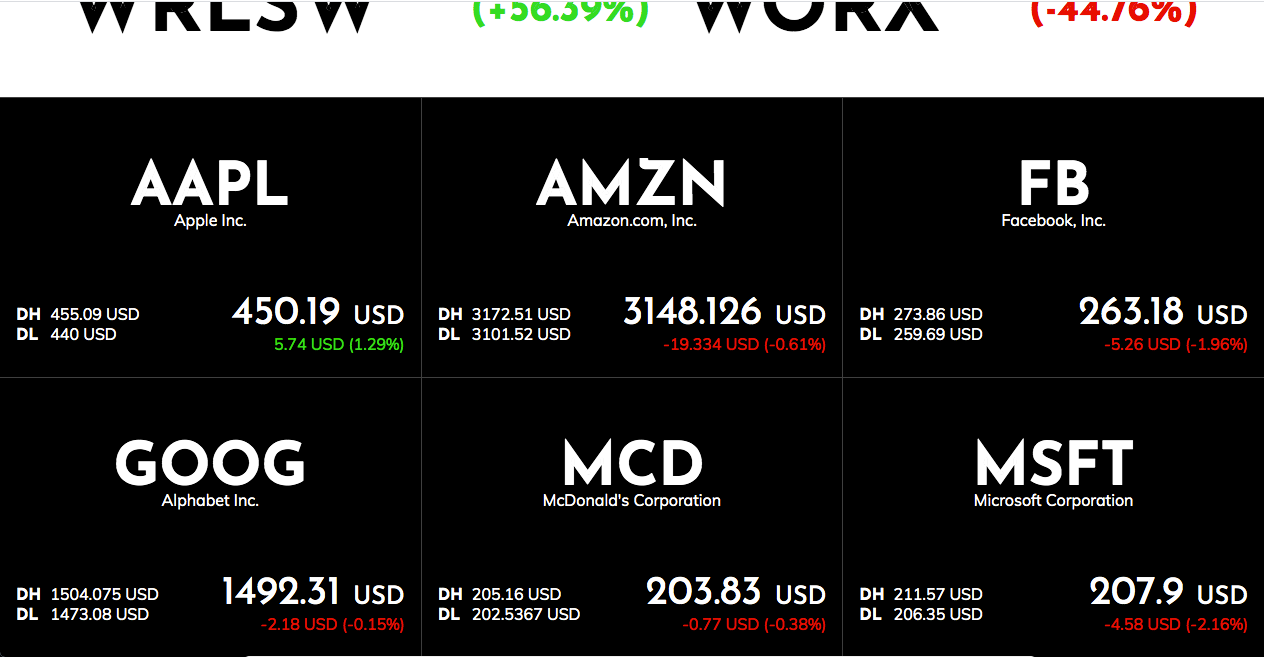 WRLSW (+56.39%) WORX (-44.76%)
AAPL
Apple Inc.
DH 455.09 USD
DL 440 USD
450.19 USD
5.74 USD (1.29%)
AMZN
Amazon.com, Inc.
DH 3172.51 USD
DL 3101.52 USD
3148.126 USD
-19.334 USD (-0.61%)
FB
Facebook, Inc.
DH 273.86 USD
DL 259.69 USD
263.18 USD
-5.26 USD (-1.96%)
GOOG
Alphabet Inc.
DH 1504.075 USD
DL 1473.08 USD
1492.31 USD
-2.18 USD (-0.15%)
MCD
McDonald's Corporation
DH 205.16 USD
DL 202.5367 USD
203.83 USD
-0.77 USD (-0.38%)
MSFT
Microsoft Corporation
DH 211.57 USD
DL 206.35 USD
207.9 USD
-4.58 USD (-2.16%)